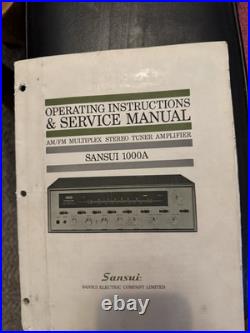 OPERATING INSTRUCTIONS
& SERVICE MANUAL
AM/FM MULTIPLEX STEREO TUNER AMPLIFIER
SANSUI 1000A
Sansui
SANSUI ELECTRIC COMPANY LIMITED